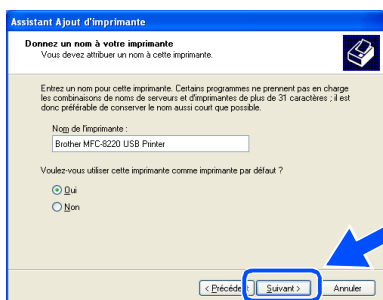 Assistant Ajout d'imprimante
Donnez un nom à votre imprimante
Vous devez attribuer un nom à cette imprimante.
Entrez un nom pour cette imprimante. Certains programmes ne prennent pas en charge
les combinaisons de noms de serveurs et d'imprimantes de plus de 31 caractères ; il est
donc préférable de conserver le nom aussi court que possible.
Nom de l'imprimante :
Brother MFC-8220 USB Printer
Voulez-vous utiliser cette imprimante comme imprimante par défaut ?
Oui
Non
< Précéde t Suivant > Annuler